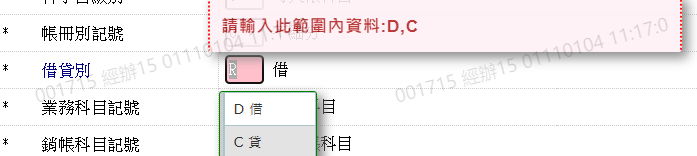 請輸入此範圍內資料:D,C
* 帳冊別記號
* 借貸別 R 借
* 業務科目記號 科目
D 借
* 銷帳科目記號 科目
C 貸
001715 經辦15 01110104 11:17:0
001715 經辦15 01110104 11:17:0